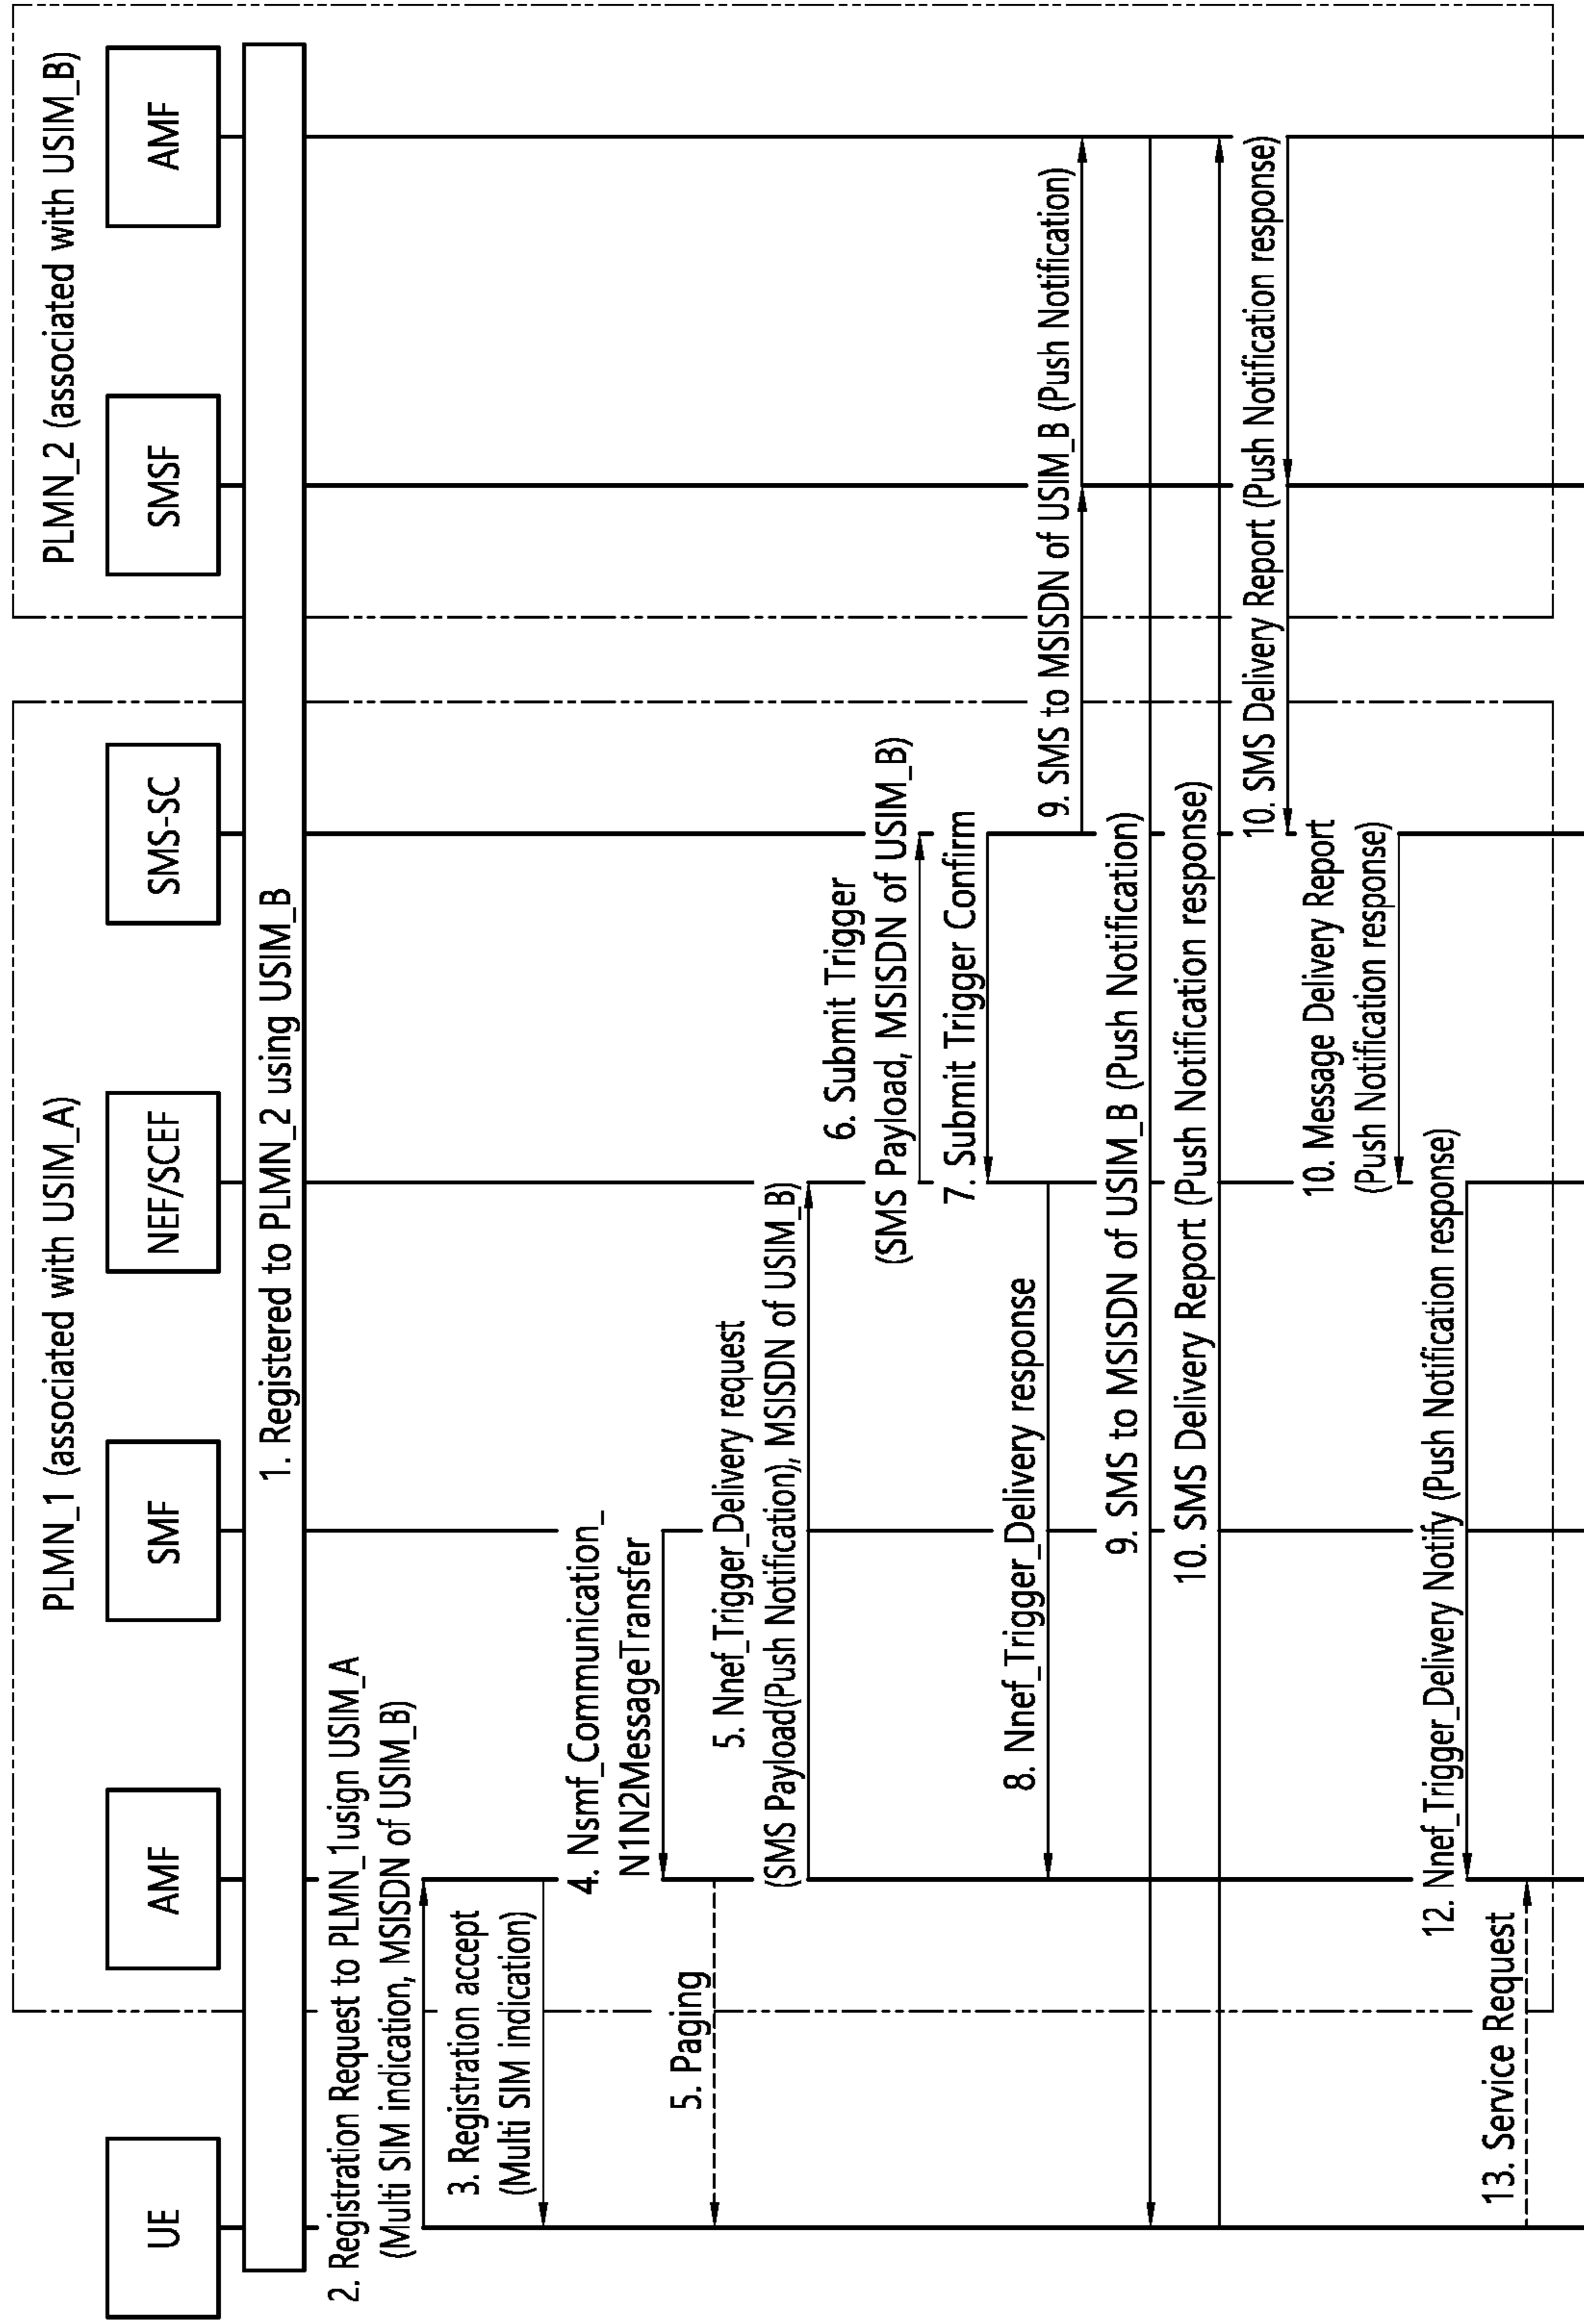 PLMN_1 (associated with USIM_A)
PLMN_2 (associated with USIM_B)
UE
AMF
SMF
NEF/SCEF
SMS-SC
SMSF
AMF
1. Registered to PLMN_2 using USIM_B
2. Registration Request to PLMN_1usign USIM_A
(Multi SIM indication, MSISDN of USIM_B)
3. Registration accept
(Multi SIM indication)
4. Nsmf_Communication_
N1N2MessageTransfer
5. Paging
5. Nnef_Trigger_Delivery request
(SMS Payload(Push Notification), MSISDN of USIM_B)
6. Submit Trigger
(SMS Payload, MSISDN of USIM_B)
7. Submit Trigger Confirm
8. Nnef_Trigger_Delivery response
9. SMS to MSISDN of USIM_B (Push Notification)
9. SMS to MSISDN of USIM_B (Push Notification)
10. SMS Delivery Report (Push Notification response)
10. SMS Delivery Report (Push Notification response)
10. Message Delivery Report
(Push Notification response)
12. Nnef_Trigger_Delivery Notify (Push Notification response)
13. Service Request